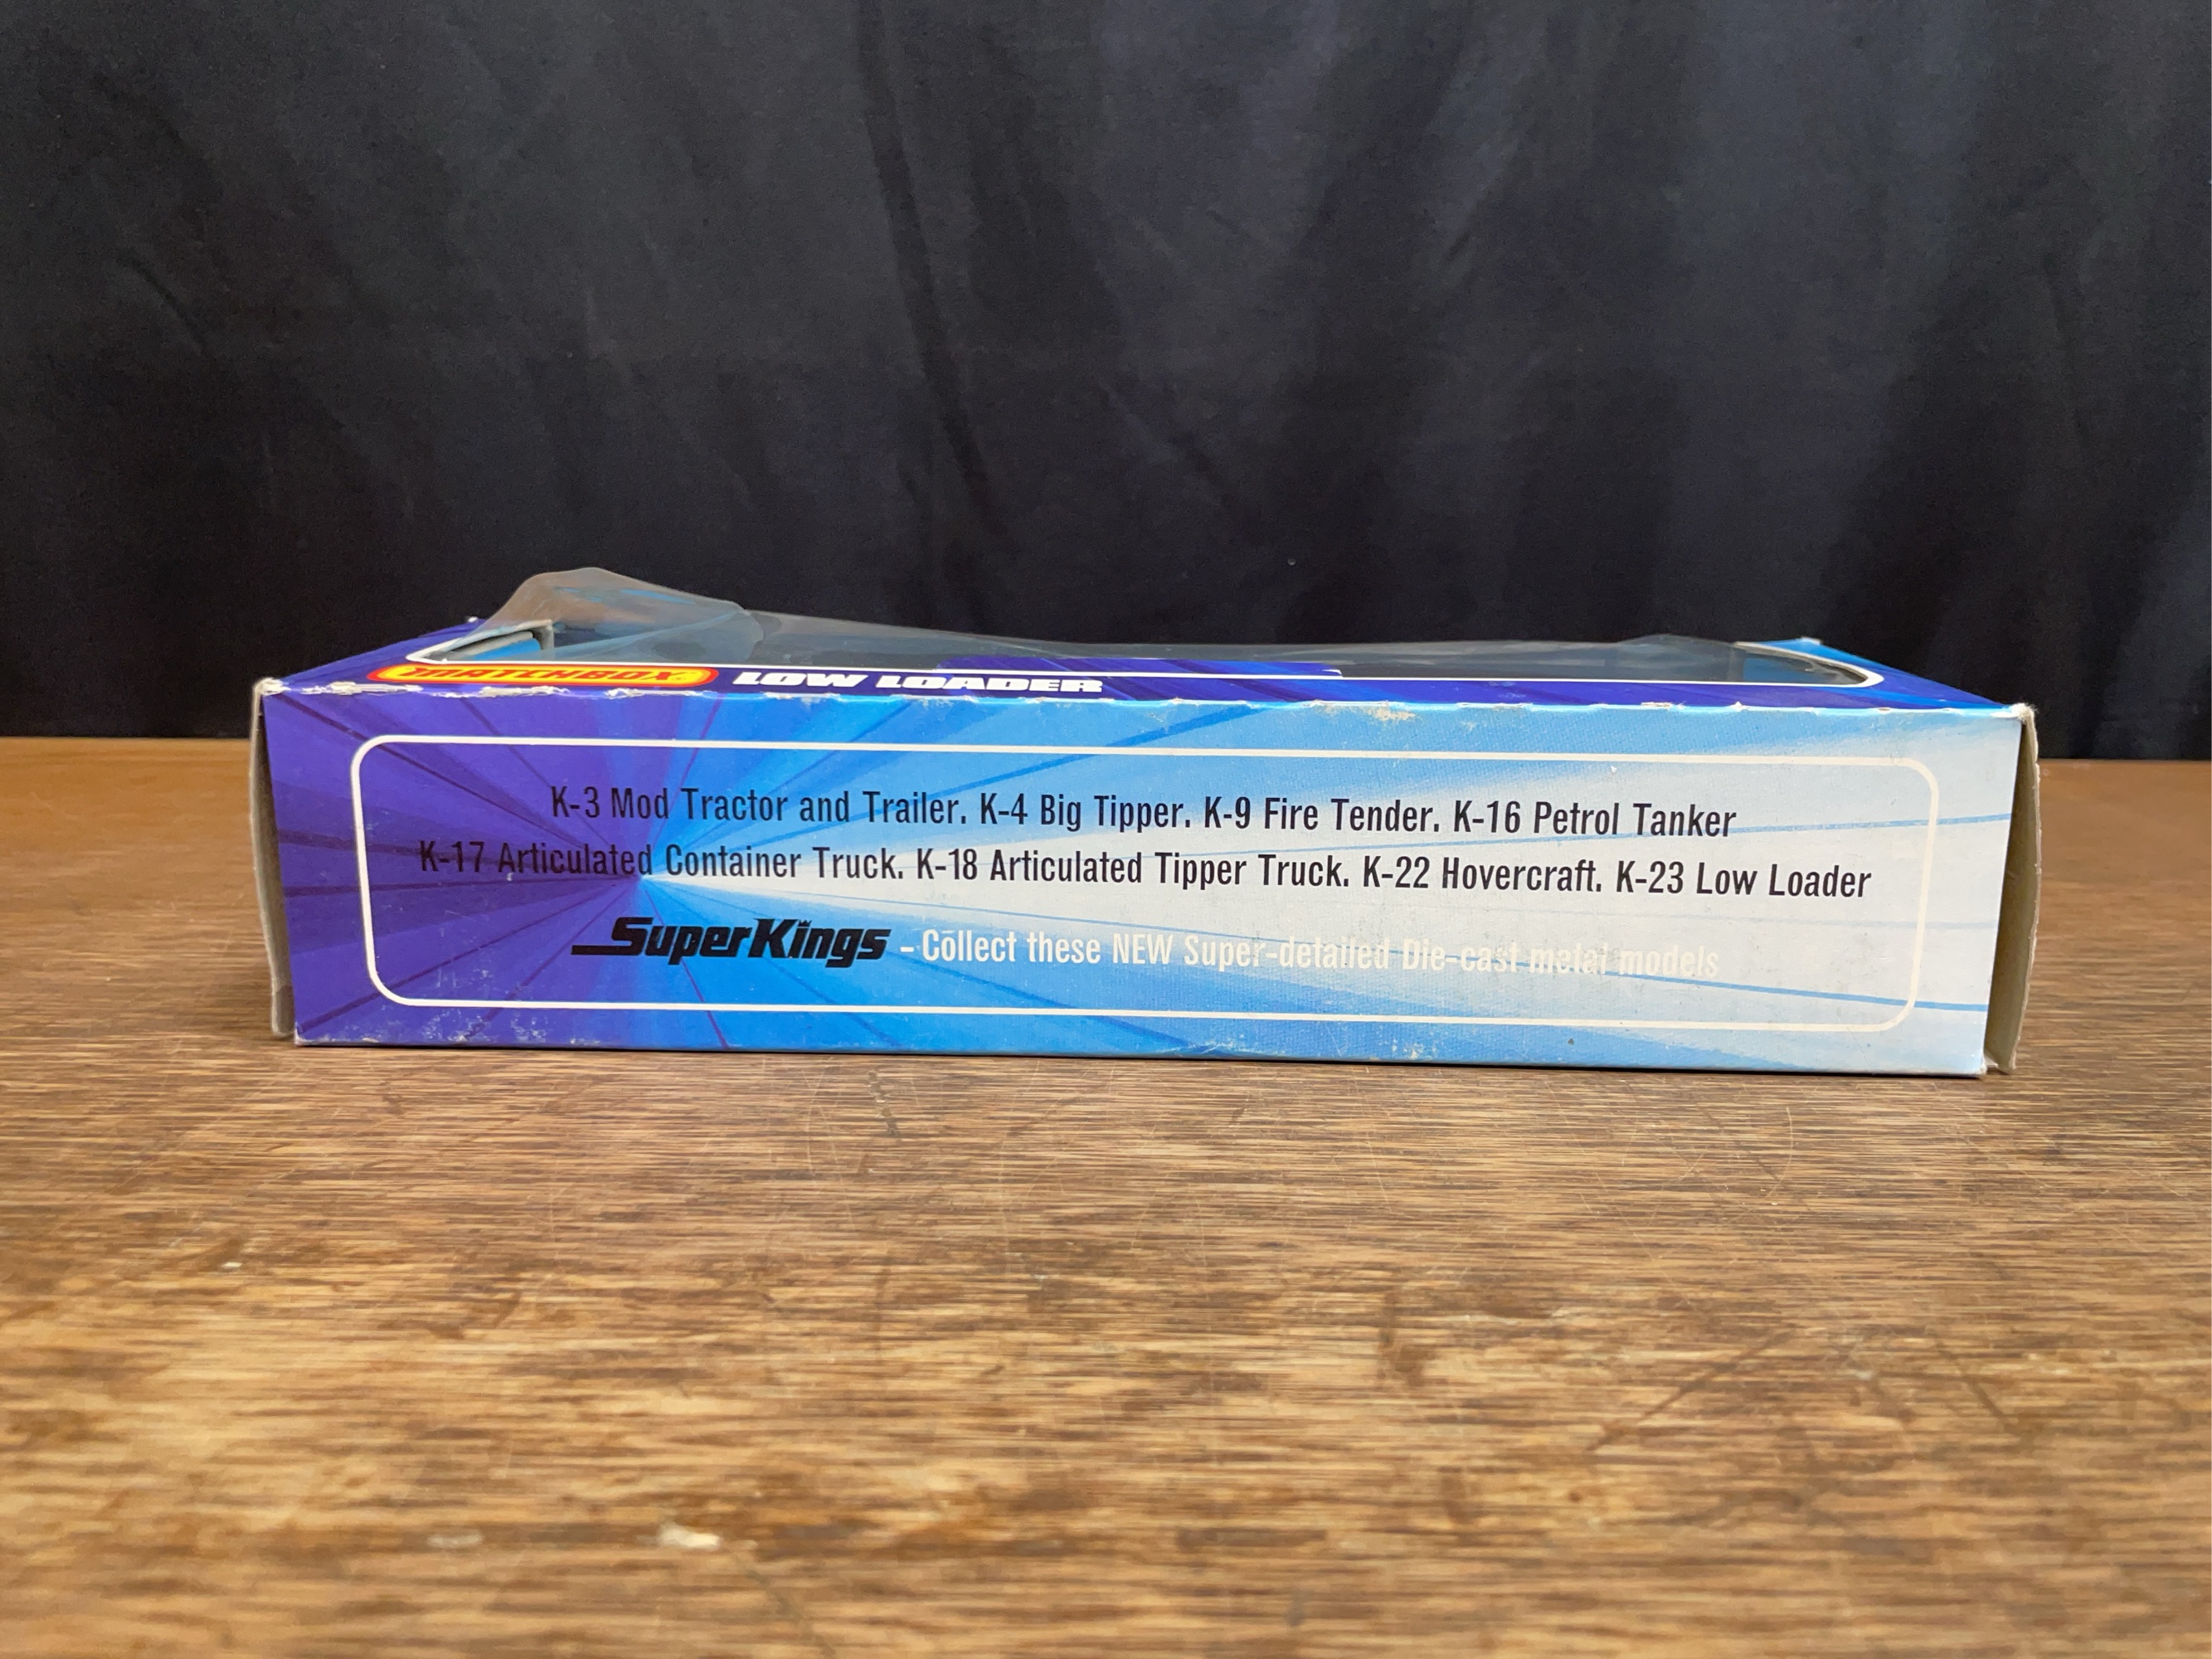 MATCHBOX LOW LOADER
K-3 Mod Tractor and Trailer. K-4 Big Tipper. K-9 Fire Tender. K-16 Petrol Tanker
K-17 Articulated Container Truck. K-18 Articulated Tipper Truck. K-22 Hovercraft. K-23 Low Loader
SuperKings - Collect these NEW Super-detailed Die-cast metal models